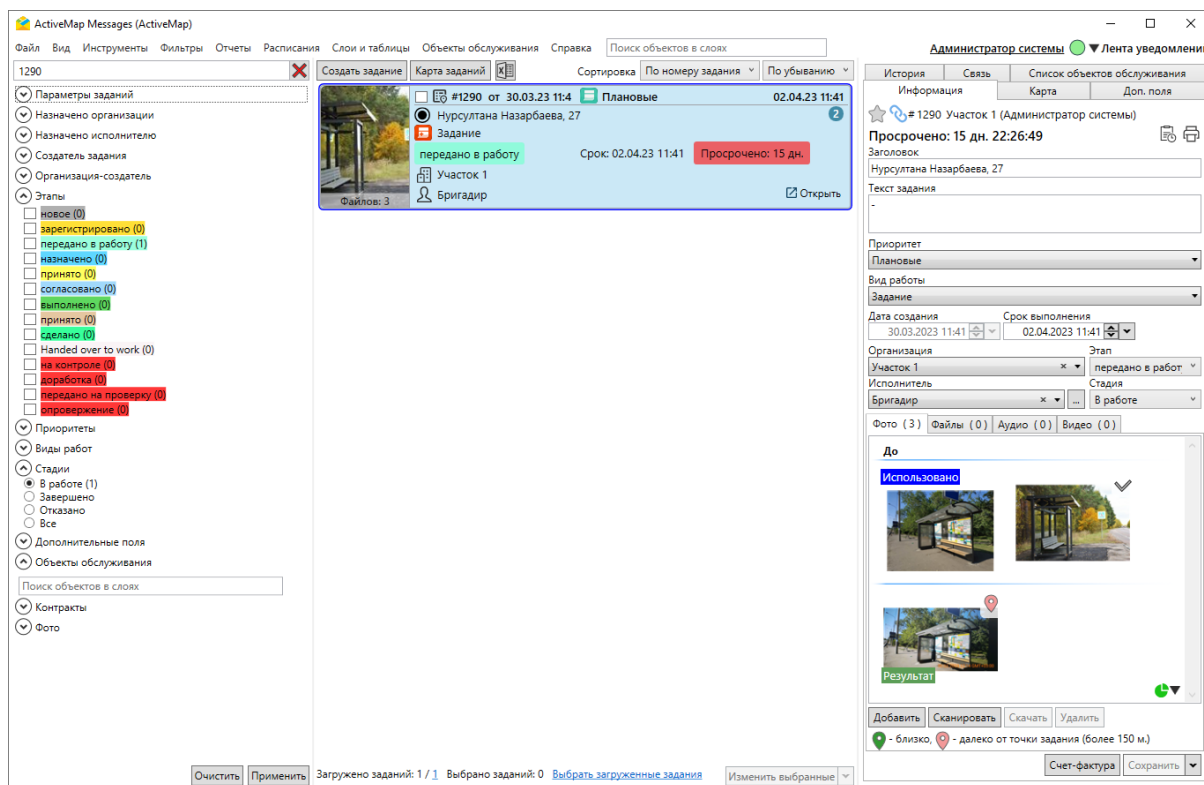 ActiveMap Messages (ActiveMap)
Файл Вид Инструменты Фильтры Отчеты Расписания Слои и таблицы Объекты обслуживания Справка Поиск объектов в слоях Администратор системы Лента уведомлений
1290
Параметры заданий
Назначено организации
Назначено исполнителю
Создатель задания
Организация-создатель
Этапы
новое (0)
зарегистрировано (0)
передано в работу (1)
назначено (0)
принято (0)
согласовано (0)
выполнено (0)
принято (0)
сделано (0)
Handed over to work (0)
на контроле (0)
доработка (0)
передано на проверку (0)
опровержение (0)
Приоритеты
Виды работ
Стадии
В работе (1)
Завершено
Отказано
Все
Дополнительные поля
Объекты обслуживания
Поиск объектов в слоях
Контракты
Фото
Очистить Применить
Создать задание Карта заданий Сортировка По номеру задания По убыванию
#1290 от 30.03.23 11:4 Плановые 02.04.23 11:41
Нурсултана Назарбаева, 27 2
Задание
передано в работу Срок: 02.04.23 11:41 Просрочено: 15 дн.
Участок 1
Файлов: 3 Бригадир Открыть
Загружено заданий: 1 / 1 Выбрано заданий: 0 Выбрать загруженные задания Изменить выбранные
История Связь Список объектов обслуживания
Информация Карта Доп. поля
# 1290 Участок 1 (Администратор системы)
Просрочено: 15 дн. 22:26:49
Заголовок
Нурсултана Назарбаева, 27
Текст задания
-
Приоритет
Плановые
Вид работы
Задание
Дата создания Срок выполнения
30.03.2023 11:41 02.04.2023 11:41
Организация Этап
Участок 1 передано в работ
Исполнитель Стадия
Бригадир ... В работе
Фото (3) Файлы (0) Аудио (0) Видео (0)
До
Использовано
Результат
Добавить Сканировать Скачать Удалить
- близко, - далеко от точки задания (более 150 м.)
Счет-фактура Сохранить